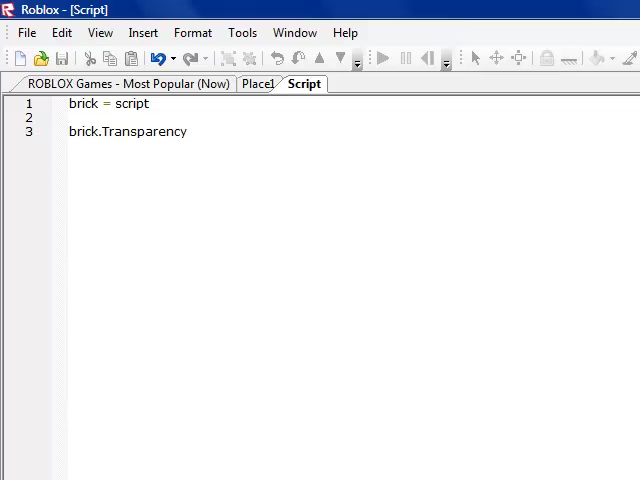 Roblox - [Script]
File Edit View Insert Format Tools Window Help
ROBLOX Games - Most Popular (Now) Place1 Script
1 brick = script
2
3 brick.Transparency